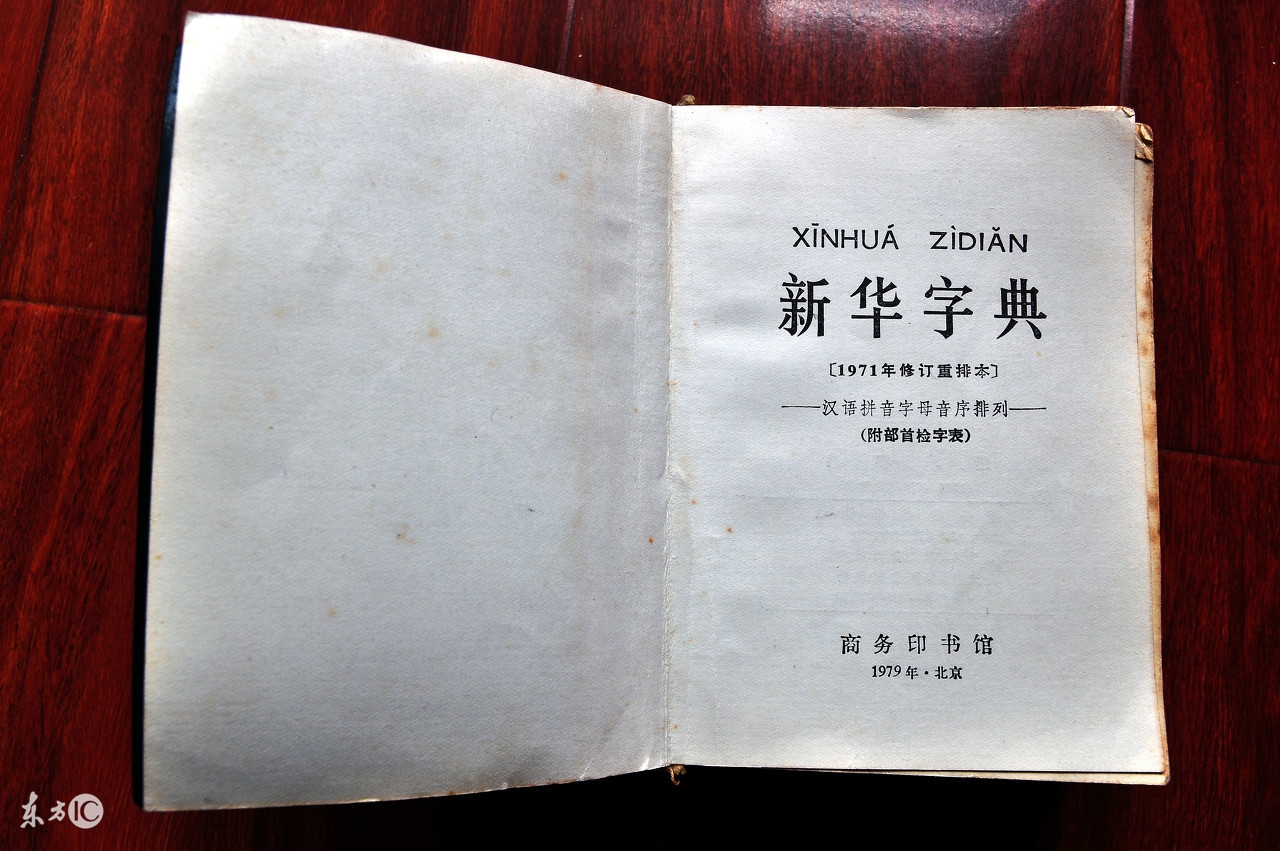 XĪNHUÁ ZÌDIǍN
新华字典
〔1971年修订重排本〕
——汉语拼音字母音序排列——
(附部首检字表)
商务印书馆
1979年·北京
东方IC